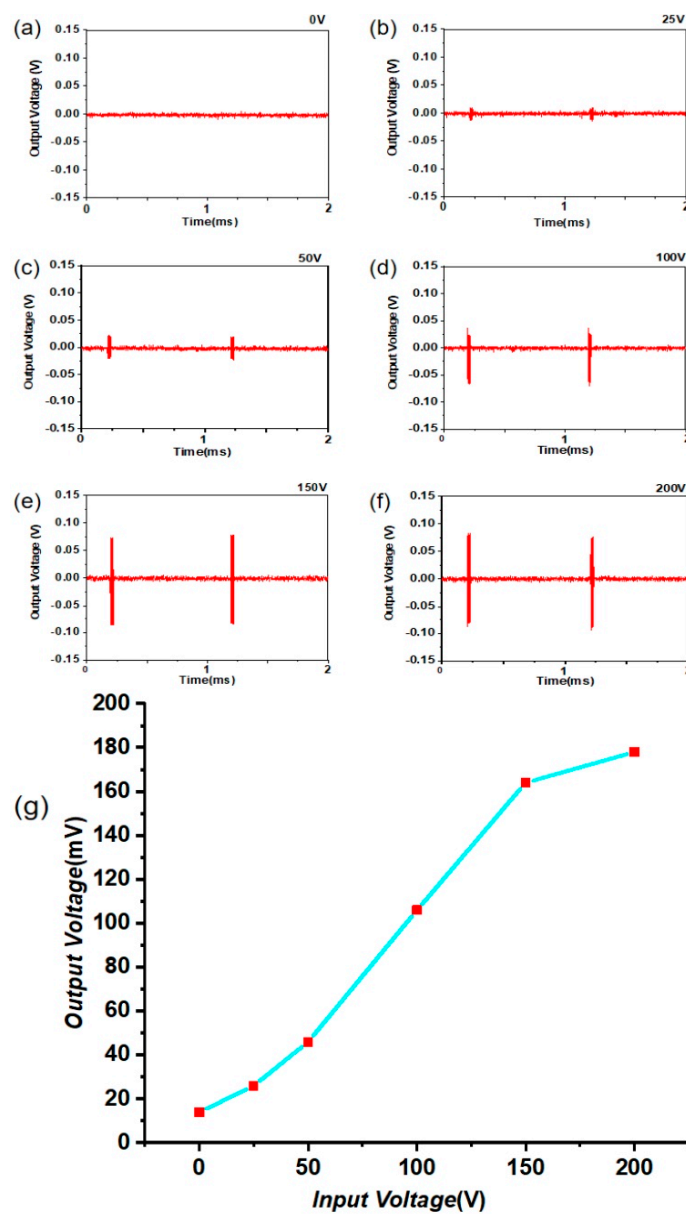 (a)
0V
0.15
0.10
0.05
0.00
-0.05
-0.10
-0.15
Output Voltage (V)
0 1 2
Time(ms)
(b)
25V
0.15
0.10
0.05
0.00
-0.05
-0.10
-0.15
Output Voltage (V)
0 1 2
Time(ms)
(c)
50V
0.15
0.10
0.05
0.00
-0.05
-0.10
-0.15
Output Voltage (V)
0 1 2
Time(ms)
(d)
100V
0.15
0.10
0.05
0.00
-0.05
-0.10
-0.15
Output Voltage (V)
0 1 2
Time(ms)
(e)
150V
0.15
0.10
0.05
0.00
-0.05
-0.10
-0.15
Output Voltage (V)
0 1 2
Time(ms)
(f)
200V
0.15
0.10
0.05
0.00
-0.05
-0.10
-0.15
Output Voltage (V)
0 1 2
Time(ms)
(g)
200
180
160
140
120
100
80
60
40
20
0
Output Voltage(mV)
0 50 100 150 200
Input Voltage(V)